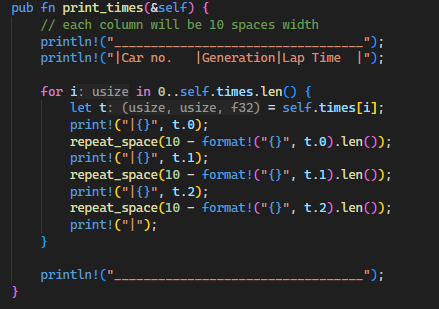 pub fn print_times(&self) {
    // each column will be 10 spaces width
    println!("__________________________________");
    println!("|Car no.   |Generation|Lap Time  |");

    for i: usize in 0..self.times.len() {
        let t: (usize, usize, f32) = self.times[i];
        print!("|{}", t.0);
        repeat_space(10 - format!("{}", t.0).len());
        print!("|{}", t.1);
        repeat_space(10 - format!("{}", t.1).len());
        print!("|{}", t.2);
        repeat_space(10 - format!("{}", t.2).len());
        print!("|");
    }

    println!("__________________________________");
}